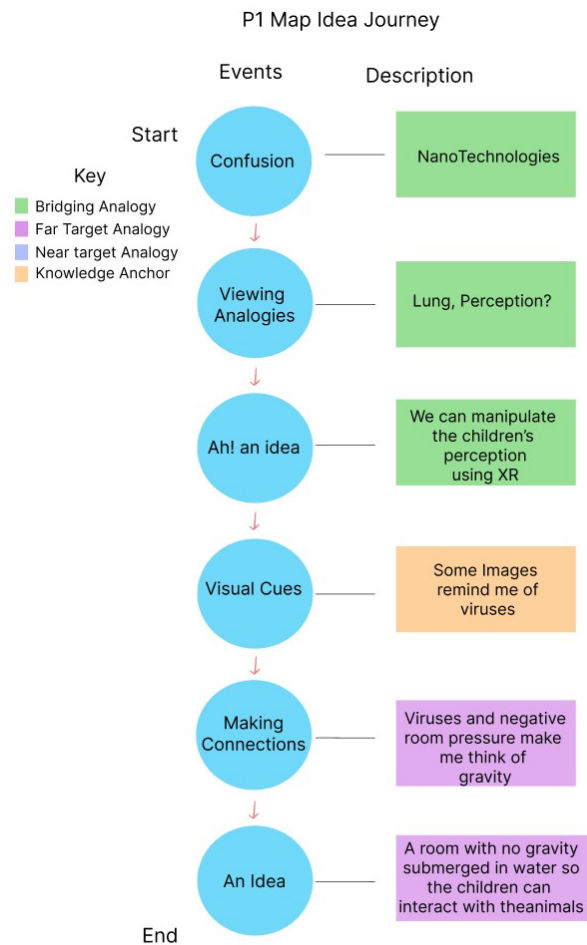 P1 Map Idea Journey
Events
Description
Start
Confusion
NanoTechnologies
Key
Bridging Analogy
Far Target Analogy
Near target Analogy
Knowledge Anchor
Viewing
Analogies
Lung, Perception?
Ah! an idea
We can manipulate
the children's
perception
using XR
Visual Cues
Some Images
remind me of
viruses
Making
Connections
Viruses and negative
room pressure make
me think of
gravity
An Idea
A room with no gravity
submerged in water so
the children can
interact with theanimals
End